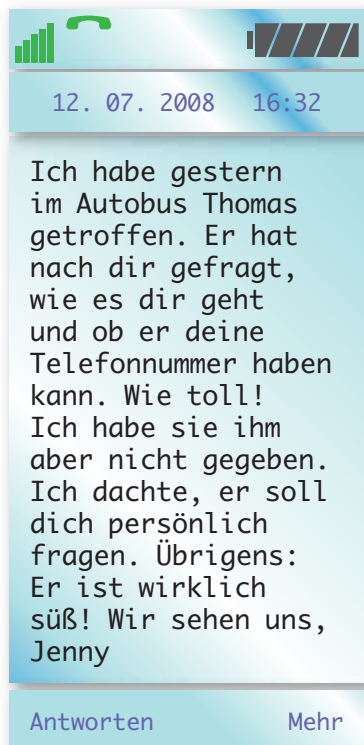 12. 07. 2008 16:32
Ich habe gestern
im Autobus Thomas
getroffen. Er hat
nach dir gefragt,
wie es dir geht
und ob er deine
Telefonnummer haben
kann. Wie toll!
Ich habe sie ihm
aber nicht gegeben.
Ich dachte, er soll
dich persönlich
fragen. Übrigens:
Er ist wirklich
süß! Wir sehen uns,
Jenny
Antworten Mehr